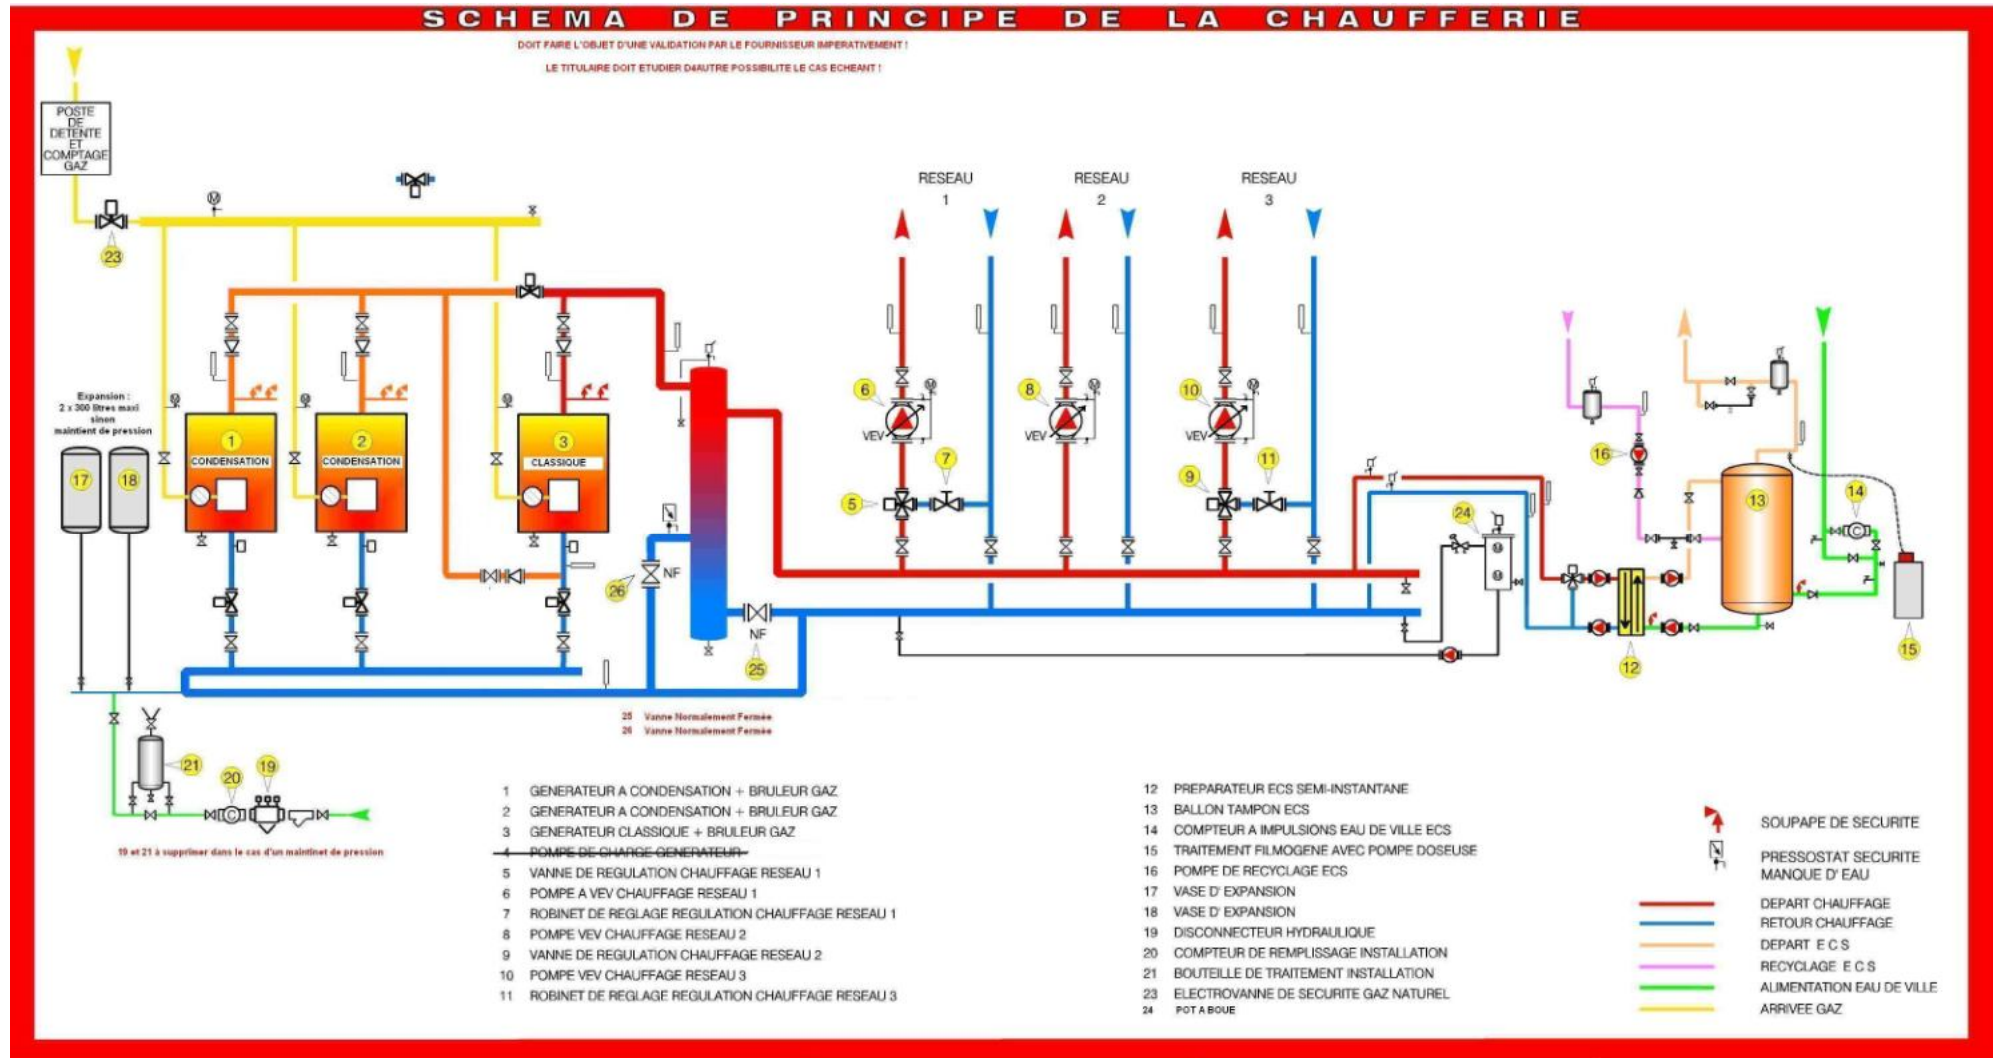 SCHEMA DE PRINCIPE DE LA CHAUFFERIE
DOIT FAIRE L'OBJET D'UNE VALIDATION PAR LE FOURNISSEUR IMPERATIVEMENT !
LE TITULAIRE DOIT ETUDIER D4AUTRE POSSIBILITE LE CAS ECHEANT !
POSTE
DE
DETENTE
ET
COMPTAGE
GAZ
M
23
RESEAU
1
RESEAU
2
RESEAU
3
Expansion :
2 x 300 litres maxi
sinon
maintient de pression
17
18
M
1
CONDENSATION
M
2
CONDENSATION
M
3
CLASSIQUE
6
M
VEV
7
5
8
M
10
M
VEV
11
9
16
13
14
24
M
M
15
12
26
NF
NF
25
25 Vanne Normalement Fermée
26 Vanne Normalement Fermée
21
20
19
C
C
19 et 21 à supprimer dans le cas d'un maintinet de pression
1 GENERATEUR A CONDENSATION + BRULEUR GAZ
2 GENERATEUR A CONDENSATION + BRULEUR GAZ
3 GENERATEUR CLASSIQUE + BRULEUR GAZ
4 POMPE DE CHARGE GENERATEUR
5 VANNE DE REGULATION CHAUFFAGE RESEAU 1
6 POMPE A VEV CHAUFFAGE RESEAU 1
7 ROBINET DE REGLAGE REGULATION CHAUFFAGE RESEAU 1
8 POMPE VEV CHAUFFAGE RESEAU 2
9 VANNE DE REGULATION CHAUFFAGE RESEAU 2
10 POMPE VEV CHAUFFAGE RESEAU 3
11 ROBINET DE REGLAGE REGULATION CHAUFFAGE RESEAU 3
12 PREPARATEUR ECS SEMI-INSTANTANE
13 BALLON TAMPON ECS
14 COMPTEUR A IMPULSIONS EAU DE VILLE ECS
15 TRAITEMENT FILMOGENE AVEC POMPE DOSEUSE
16 POMPE DE RECYCLAGE ECS
17 VASE D' EXPANSION
18 VASE D' EXPANSION
19 DISCONNECTEUR HYDRAULIQUE
20 COMPTEUR DE REMPLISSAGE INSTALLATION
21 BOUTEILLE DE TRAITEMENT INSTALLATION
23 ELECTROVANNE DE SECURITE GAZ NATUREL
24 POT A BOUE
SOUPAPE DE SECURITE
PRESSOSTAT SECURITE
MANQUE D' EAU
DEPART CHAUFFAGE
RETOUR CHAUFFAGE
DEPART E C S
RECYCLAGE E C S
ALIMENTATION EAU DE VILLE
ARRIVEE GAZ